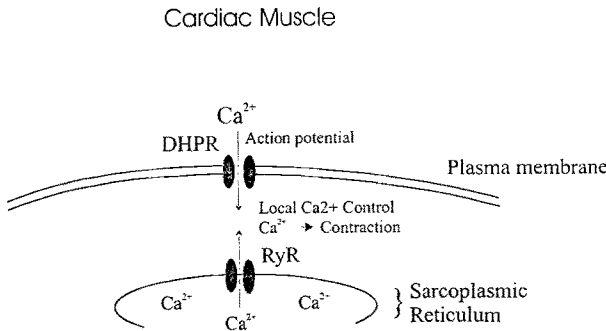 Cardiac Muscle
Ca²⁺
DHPR
Action potential
Plasma membrane
Local Ca2+ Control
Ca²⁺ → Contraction
RyR
Ca²⁺ Ca²⁺ Ca²⁺
Sarcoplasmic
Reticulum